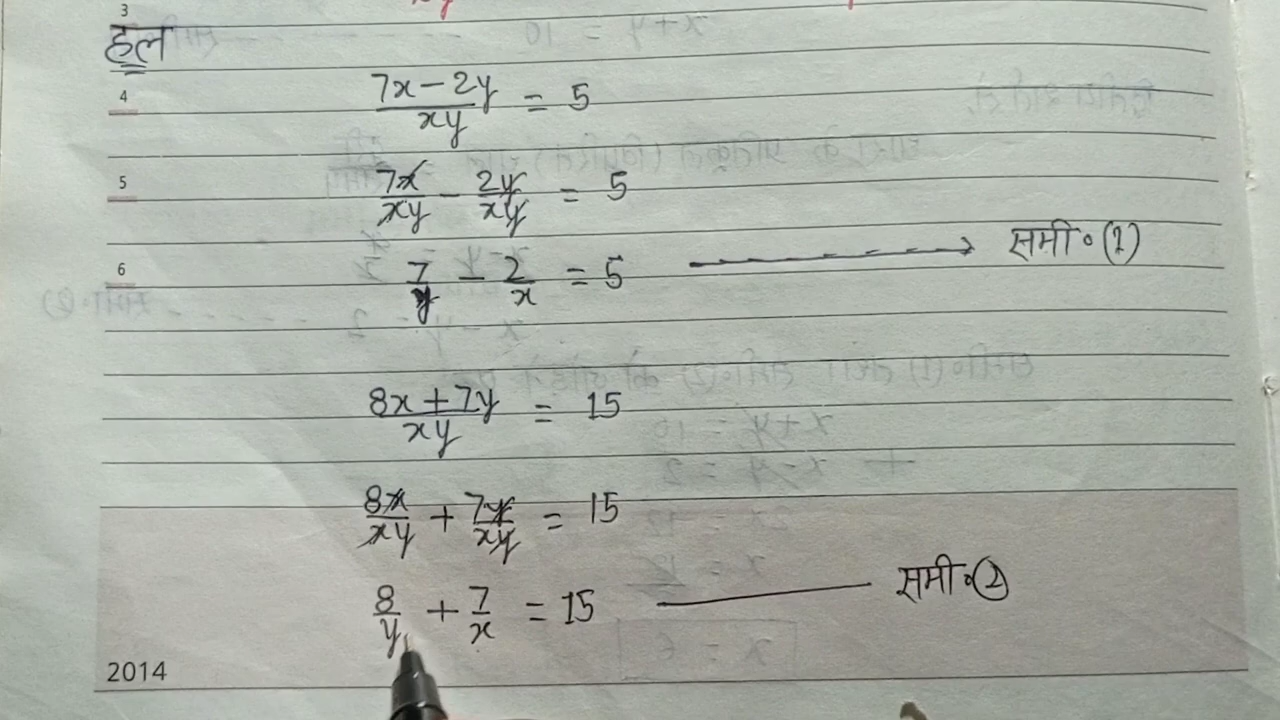 3
हल
4
7x - 2y / xy = 5
5
7x/xy - 2y/xy = 5
6
7/y - 2/x = 5 -------> समी॰(1)
8x + 7y / xy = 15
8x/xy + 7y/xy = 15
8/y + 7/x = 15 ——— समी॰(2)
2014